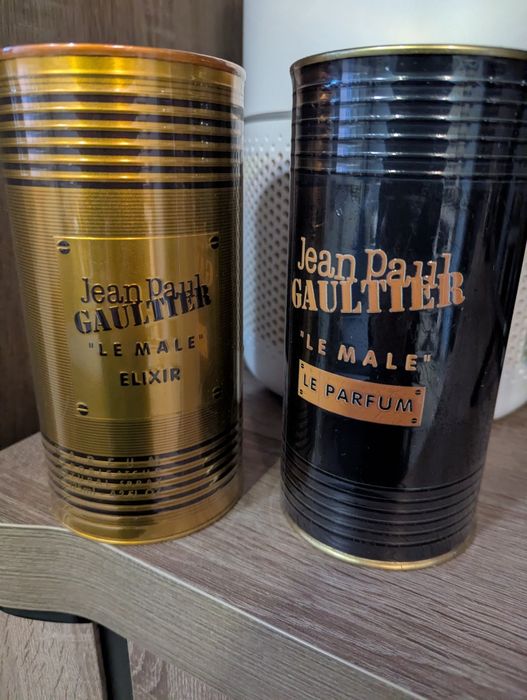 Jean Paul
GAULTIER
"LE MALE"
ELIXIR
Jean Paul
GAULTIER
"LE MALE"
LE PARFUM